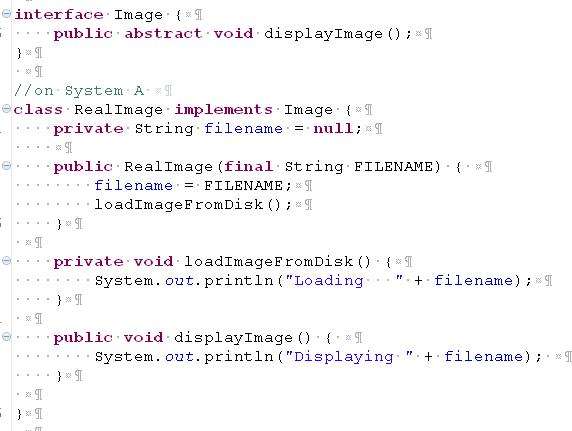 interface Image {
    public abstract void displayImage();
}

//on System A
class RealImage implements Image {
    private String filename = null;

    public RealImage(final String FILENAME) {
        filename = FILENAME;
        loadImageFromDisk();
    }

    private void loadImageFromDisk() {
        System.out.println("Loading   " + filename);
    }

    public void displayImage() {
        System.out.println("Displaying " + filename);
    }

}